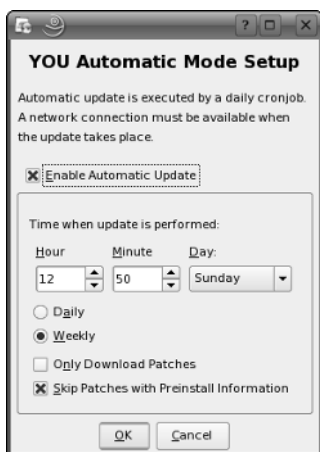 YOU Automatic Mode Setup
Automatic update is executed by a daily cronjob.
A network connection must be available when
the update takes place.
Enable Automatic Update
Time when update is performed:
Hour Minute Day:
12 50 Sunday
Daily
Weekly
Only Download Patches
Skip Patches with Preinstall Information
OK Cancel